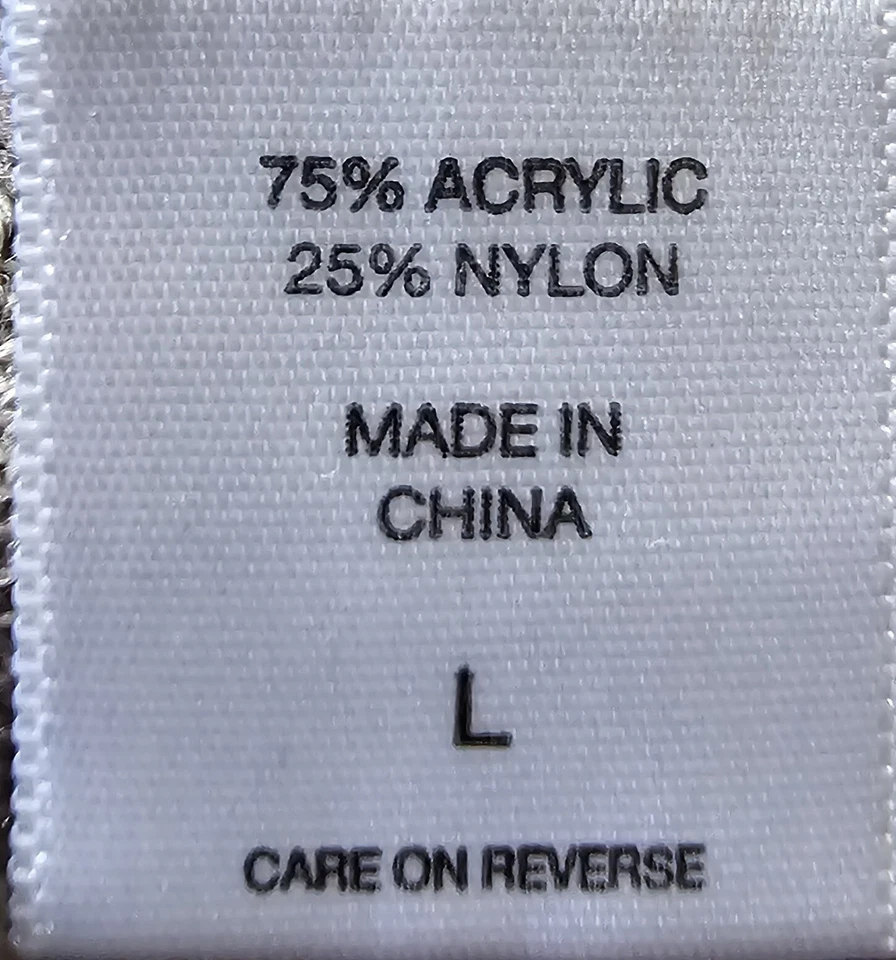 75% ACRYLIC
25% NYLON
MADE IN
CHINA
L
CARE ON REVERSE